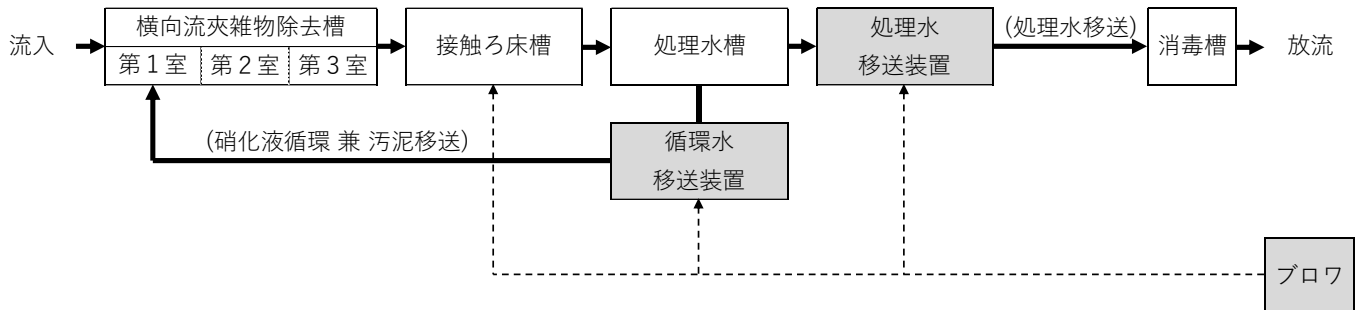 流入
横向流夾雑物除去槽
第1室
第2室
第3室
接触ろ床槽
処理水槽
処理水
移送装置
(処理水移送)
消毒槽
放流
(硝化液循環 兼 汚泥移送)
循環水
移送装置
ブロワ